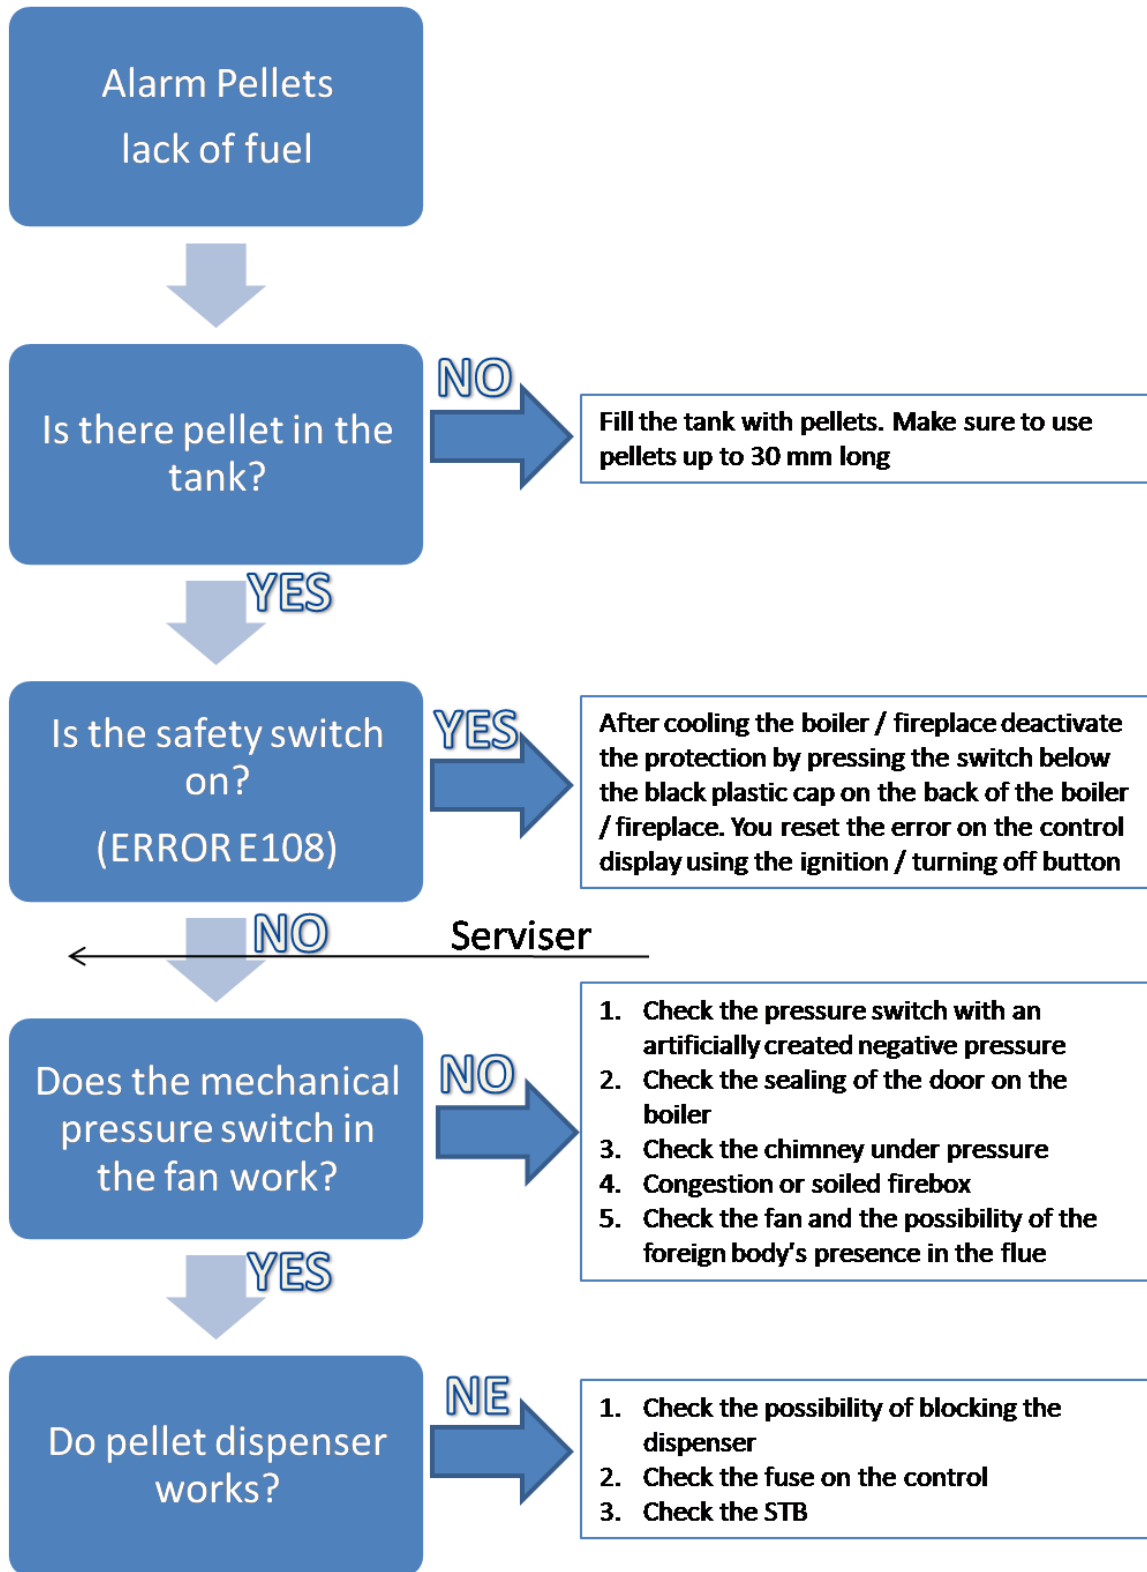 Alarm Pellets
lack of fuel
Is there pellet in the
tank?
NO
Fill the tank with pellets. Make sure to use
pellets up to 30 mm long
YES
Is the safety switch
on?
(ERROR E108)
YES
After cooling the boiler / fireplace deactivate
the protection by pressing the switch below
the black plastic cap on the back of the boiler
/ fireplace. You reset the error on the control
display using the ignition / turning off button
NO
Serviser
Does the mechanical
pressure switch in
the fan work?
NO
1. Check the pressure switch with an
artificially created negative pressure
2. Check the sealing of the door on the
boiler
3. Check the chimney under pressure
4. Congestion or soiled firebox
5. Check the fan and the possibility of the
foreign body's presence in the flue
YES
Do pellet dispenser
works?
NE
1. Check the possibility of blocking the
dispenser
2. Check the fuse on the control
3. Check the STB